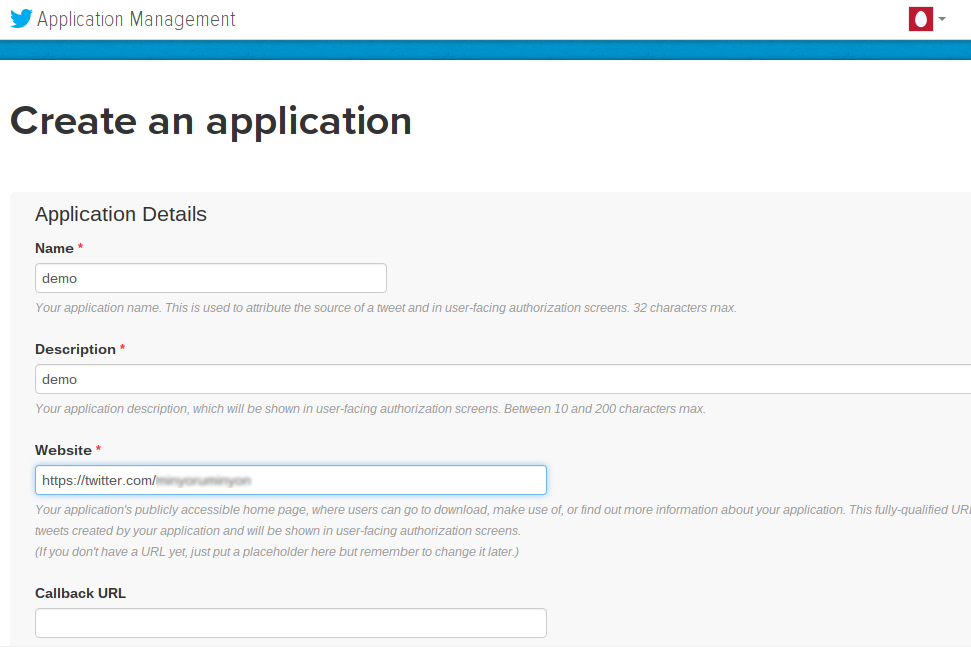 Application Management
Create an application
Application Details
Name *
demo
Your application name. This is used to attribute the source of a tweet and in user-facing authorization screens. 32 characters max.
Description *
demo
Your application description, which will be shown in user-facing authorization screens. Between 10 and 200 characters max.
Website *
https://twitter.com/
Your application's publicly accessible home page, where users can go to download, make use of, or find out more information about your application. This fully-qualified
tweets created by your application and will be shown in user-facing authorization screens.
(If you don't have a URL yet, just put a placeholder here but remember to change it later.)
Callback URL